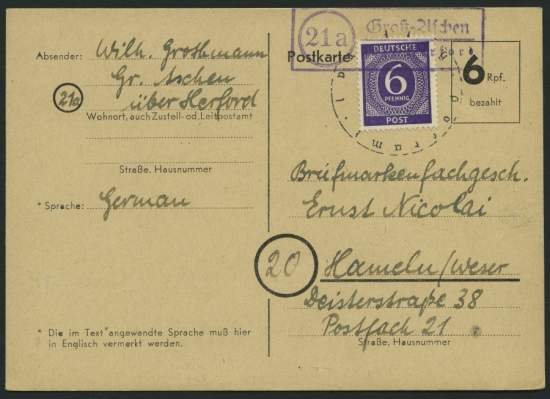 21a Groß-Aschen
Absender: Wilh. Grothmann
Gr. Aschen
21a über Herford
Wohnort, auch Zustell- od. Leitpostamt
Straße, Hausnummer
* Sprache: German
* Die im Text angewendte Sprache muß hier
in Englisch vermerkt werden.
Postkarte
DEUTSCHE
6
PFENNIG
POST
6 Rpf.
bezahlt
Briefmarkenfachgesch.
Ernst Nicolai
20 Hameln/Weser
Deisterstraße 38
Postfach 21
Straße, Hausnummer